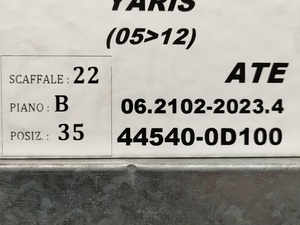 YARIS
(05>12)
SCAFFALE : 22
PIANO : B
POSIZ. : 35
ATE
06.2102-2023.4
44540-0D100